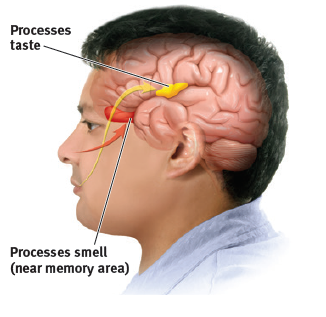 Processes
taste
Processes smell
(near memory area)